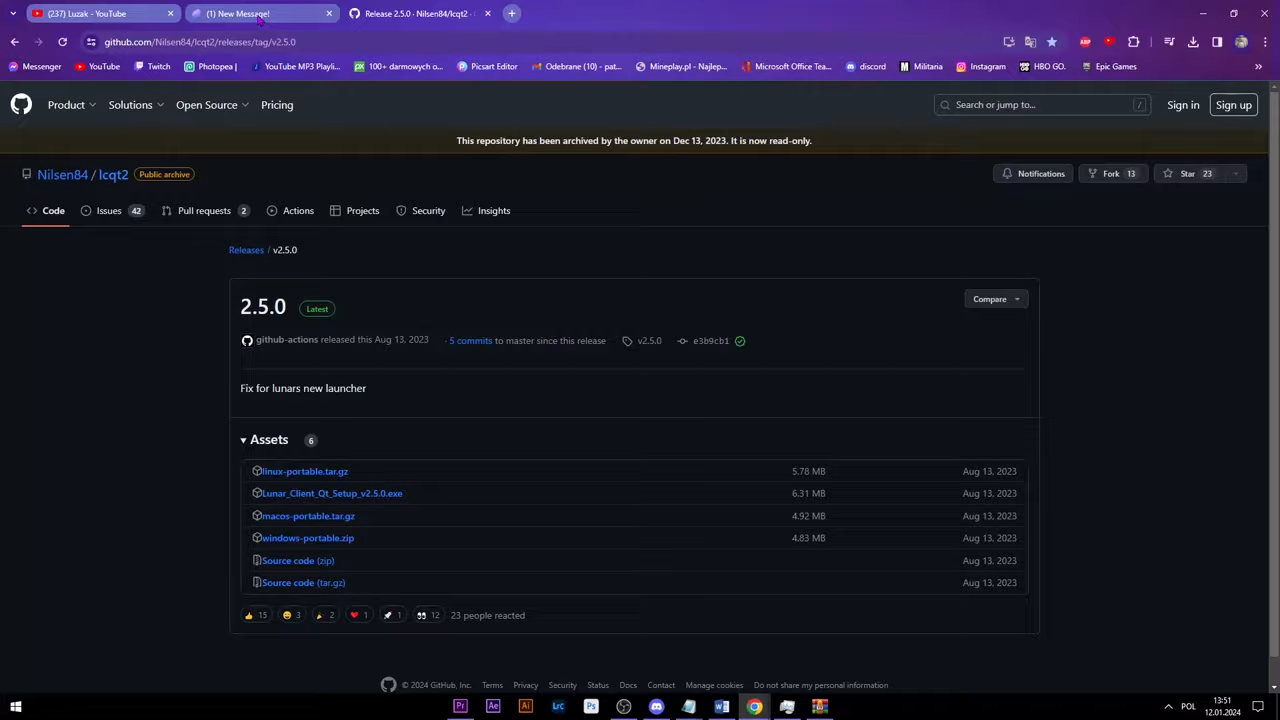 (237) Luzak - YouTube
(1) New Message!
Release 2.5.0 · Nilsen84/lcqt2 ·
github.com/Nilsen84/lcqt2/releases/tag/v2.5.0
Messenger
YouTube
Twitch
Photopea |
YouTube MP3 Playli...
100+ darmowych o...
Picsart Editor
Odebrane (10) - pat...
Mineplay.pl - Najlep...
Microsoft Office Tea...
discord
Militaria
Instagram
HBO GO.
Epic Games
Product
Solutions
Open Source
Pricing
Search or jump to...
/
Sign in
Sign up
This repository has been archived by the owner on Dec 13, 2023. It is now read-only.
Nilsen84 / lcqt2 Public archive
Notifications
Fork 13
Star 23
Code
Issues 42
Pull requests 2
Actions
Projects
Security
Insights
Releases / v2.5.0
2.5.0 Latest
Compare
github-actions released this Aug 13, 2023 · 5 commits to master since this release v2.5.0 e3b9cb1
Fix for lunars new launcher
Assets 6
linux-portable.tar.gz 5.78 MB Aug 13, 2023
Lunar_Client_Qt_Setup_v2.5.0.exe 6.31 MB Aug 13, 2023
macos-portable.tar.gz 4.92 MB Aug 13, 2023
windows-portable.zip 4.83 MB Aug 13, 2023
Source code (zip) Aug 13, 2023
Source code (tar.gz) Aug 13, 2023
15 3 2 1 1 12 23 people reacted
© 2024 GitHub, Inc. Terms Privacy Security Status Docs Contact Manage cookies Do not share my personal information
Pr Ae Ai Lrc Ps
POL
13:51
12.01.2024